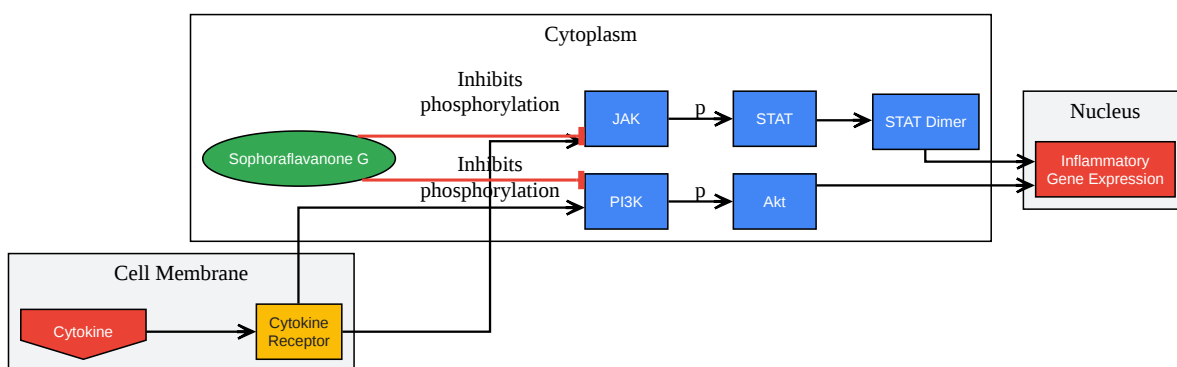 Cytoplasm
Inhibits
phosphorylation
JAK
p
STAT
STAT Dimer
Nucleus
Sophoraflavanone G
Inhibits
phosphorylation
PI3K
p
Akt
Inflammatory
Gene Expression
Cell Membrane
Cytokine
Cytokine
Receptor